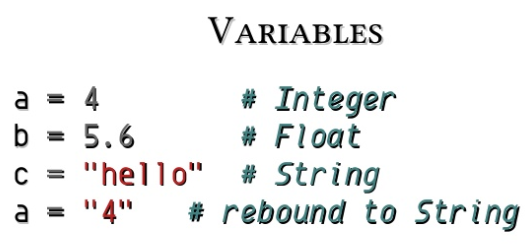 Variables
a = 4 # Integer
b = 5.6 # Float
c = "hello" # String
a = "4" # rebound to String